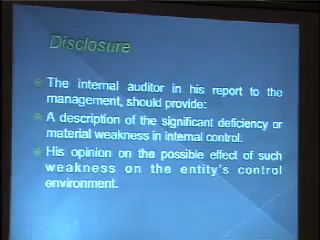 Disclosure
The internal auditor in his report to the
management, should provide:
A description of the significant deficiency or
material weakness in internal control.
His opinion on the possible effect of such
weakness on the entity's control
environment.